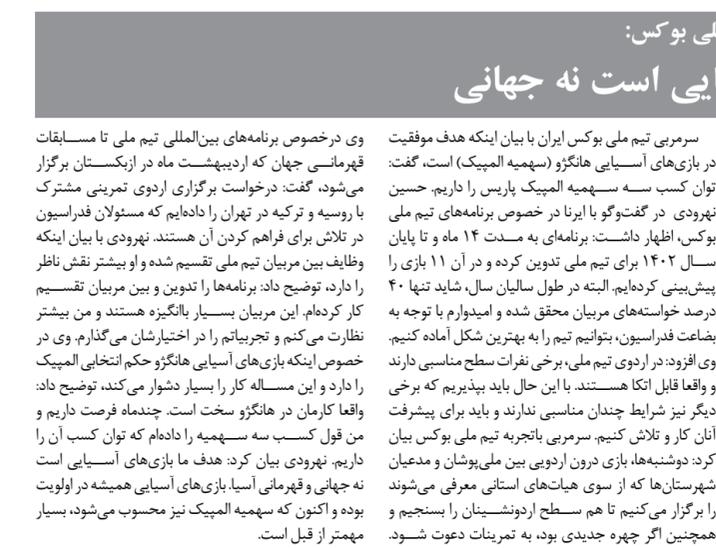 ملی بوکس:
است نه جهانی
سرمربی تیم ملی بوکس ایران با بیان اینکه هدف موفقیت
در بازی‌های آسیایی هانگژو (سهمیه المپیک) است، گفت:
توان کسب سه سهمیه المپیک پاریس را داریم. حسین
نهرودی در گفت‌وگو با ایرنا در خصوص برنامه‌های تیم ملی
بوکس، اظهار داشت: برنامه‌ای به مدت ۱۴ ماه و تا پایان
سال ۱۴۰۲ برای تیم ملی تدوین کرده و در آن ۱۱ بازی را
پیش‌بینی کرده‌ایم. البته در طول سالیان سال، شاید تنها ۴۰
درصد خواسته‌های مربیان محقق شده و امیدوارم با توجه به
بضاعت فدراسیون، بتوانیم تیم را به بهترین شکل آماده کنیم.
وی افزود: در اردوی تیم ملی، برخی نفرات سطح مناسبی دارند
و واقعا قابل اتکا هستند. با این حال باید بپذیریم که برخی
دیگر نیز شرایط چندان مناسبی ندارند و باید برای پیشرفت
آنان کار و تلاش کنیم. سرمربی باتجربه تیم ملی بوکس بیان
کرد: دوشنبه‌ها، بازی درون اردویی بین ملی‌پوشان و مدعیان
شهرستان‌ها که از سوی هیات‌های استانی معرفی می‌شوند
را برگزار می‌کنیم تا هم سطح اردونشینان را بسنجیم و
همچنین اگر چهره جدیدی بود، به تمرینات دعوت شود.
وی درخصوص برنامه‌های بین‌المللی تیم ملی تا مسابقات
قهرمانی جهان که اردیبهشت ماه در ازبکستان برگزار
می‌شود، گفت: درخواست برگزاری اردوی تمرینی مشترک
با روسیه و ترکیه در تهران را داده‌ایم که مسئولان فدراسیون
در تلاش برای فراهم کردن آن هستند. نهرودی با بیان اینکه
وظایف بین مربیان تیم ملی تقسیم شده و او بیشتر نقش ناظر
را دارد، توضیح داد: برنامه‌ها را تدوین و بین مربیان تقسیم
کار کرده‌ام. این مربیان بسیار باانگیزه هستند و من بیشتر
نظارت می‌کنم و تجربیاتم را در اختیارشان می‌گذارم. وی در
خصوص اینکه بازی‌های آسیایی هانگژو حکم انتخابی المپیک
را دارد و این مساله کار را بسیار دشوار می‌کند، توضیح داد:
واقعا کارمان در هانگژو سخت است. چندماه فرصت داریم و
من قول کسب سه سهمیه را داده‌ام که توان کسب آن را
داریم. نهرودی بیان کرد: هدف ما بازی‌های آسیایی است
نه جهانی و قهرمانی آسیا. بازی‌های آسیایی همیشه در اولویت
بوده و اکنون که سهمیه المپیک نیز محسوب می‌شود، بسیار
مهمتر از قبل است.